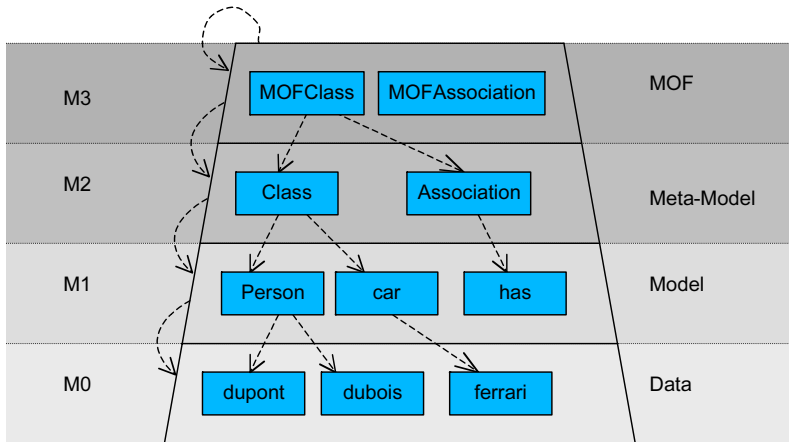 M3
MOFClass
MOFAssociation
MOF
M2
Class
Association
Meta-Model
M1
Person
car
has
Model
M0
dupont
dubois
ferrari
Data